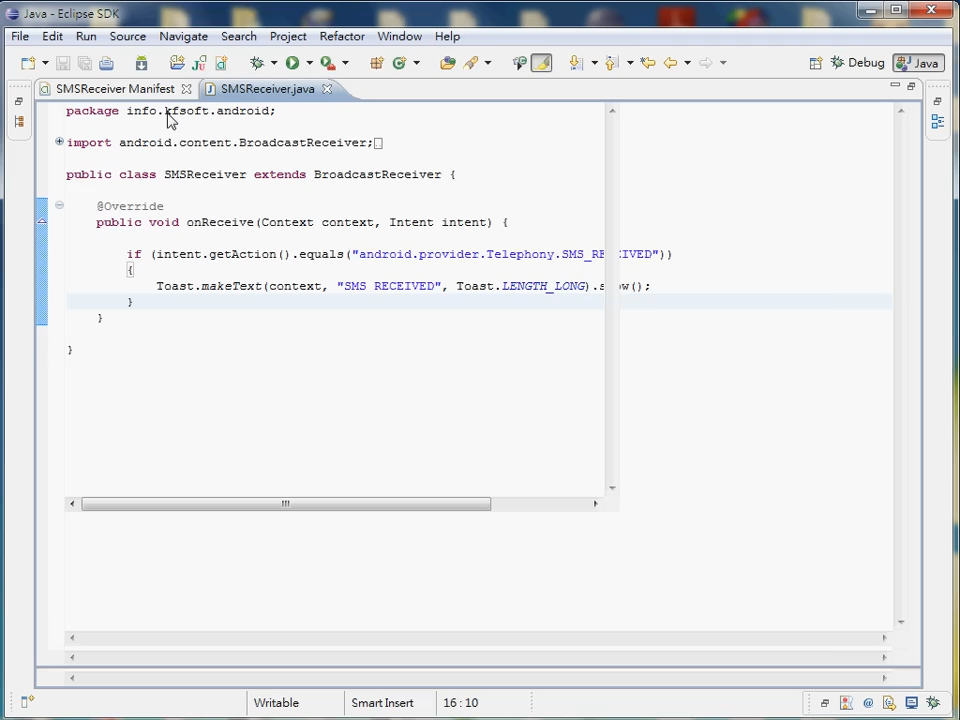 Java - Eclipse SDK
File Edit Run Source Navigate Search Project Refactor Window Help
Debug Java
SMSReceiver Manifest SMSReceiver.java
package info.kfsoft.android;
import android.content.BroadcastReceiver;
public class SMSReceiver extends BroadcastReceiver {
@Override
public void onReceive(Context context, Intent intent) {
if (intent.getAction().equals("android.provider.Telephony.SMS_RECEIVED"))
{
Toast.makeText(context, "SMS RECEIVED", Toast.LENGTH_LONG).show();
}
}
}
Writable Smart Insert 16 : 10